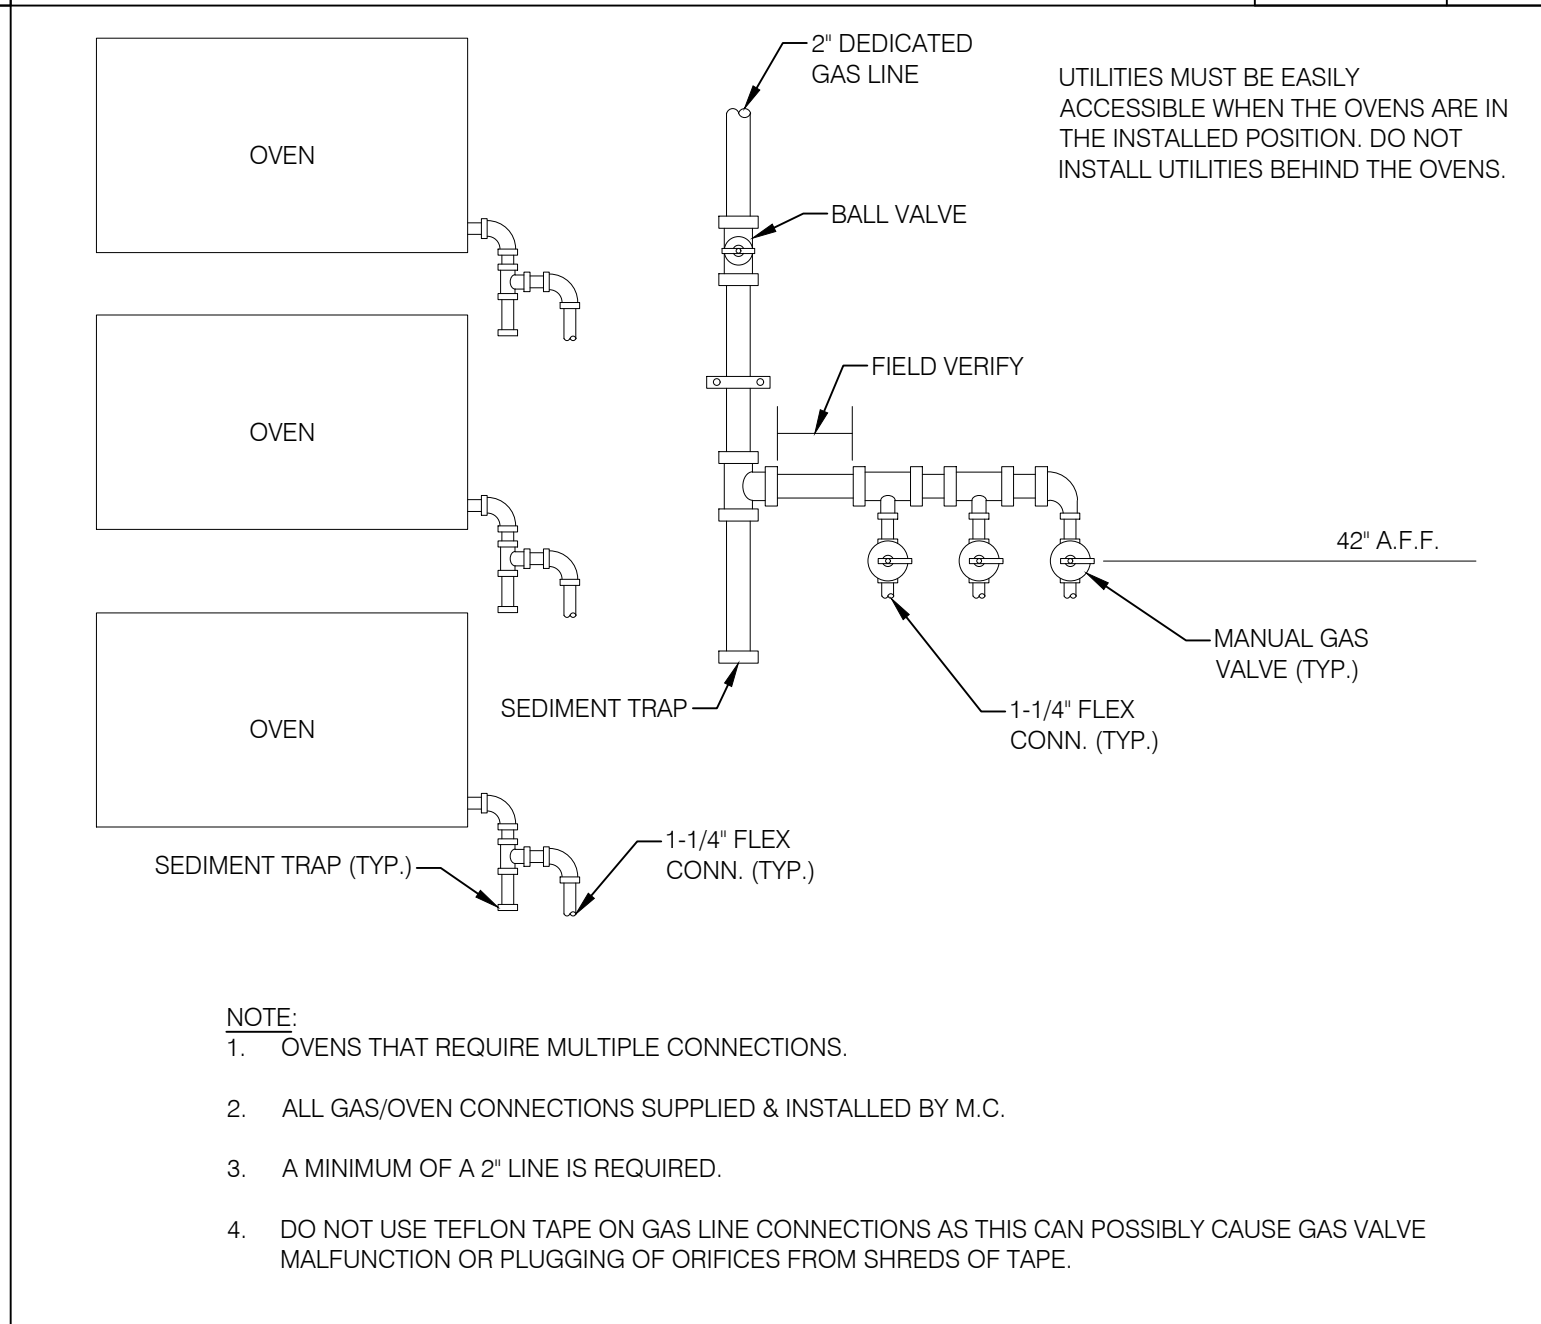 2" DEDICATED
GAS LINE
UTILITIES MUST BE EASILY
ACCESSIBLE WHEN THE OVENS ARE IN
THE INSTALLED POSITION. DO NOT
INSTALL UTILITIES BEHIND THE OVENS.
OVEN
BALL VALVE
FIELD VERIFY
OVEN
42" A.F.F.
MANUAL GAS
VALVE (TYP.)
SEDIMENT TRAP
1-1/4" FLEX
CONN. (TYP.)
OVEN
1-1/4" FLEX
CONN. (TYP.)
SEDIMENT TRAP (TYP.)
NOTE:
1. OVENS THAT REQUIRE MULTIPLE CONNECTIONS.
2. ALL GAS/OVEN CONNECTIONS SUPPLIED & INSTALLED BY M.C.
3. A MINIMUM OF A 2" LINE IS REQUIRED.
4. DO NOT USE TEFLON TAPE ON GAS LINE CONNECTIONS AS THIS CAN POSSIBLY CAUSE GAS VALVE
MALFUNCTION OR PLUGGING OF ORIFICES FROM SHREDS OF TAPE.